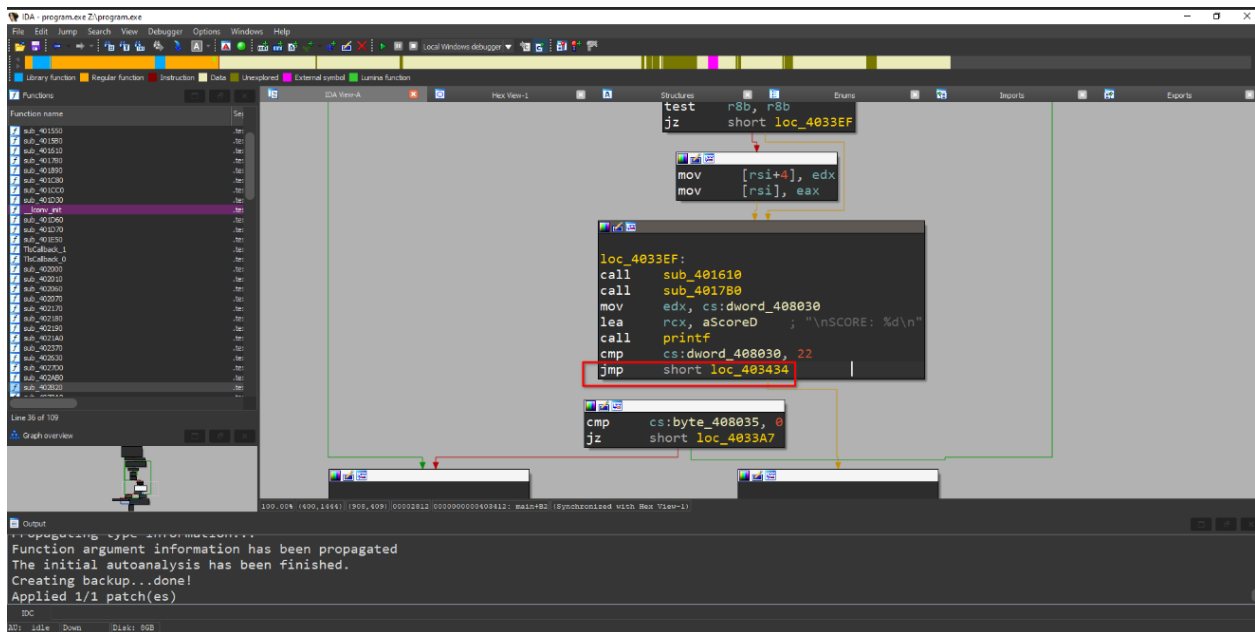 IDA - program.exe Z:\program.exe
File Edit Jump Search View Debugger Options Windows Help
Local Windows debugger
Library function Regular function Instruction Data Unexplored External symbol Lumina function
Functions
IDA View-A
Hex View-1
Structures
Enums
Imports
Exports
Function name
sub_401550
sub_401580
sub_401610
sub_4017B0
sub_401890
sub_401C80
sub_401CC0
sub_401D30
__lconv_init
sub_401D60
sub_401D70
sub_401E50
TlsCallback_1
TlsCallback_0
sub_402000
sub_402010
sub_402060
sub_402070
sub_402170
sub_402180
sub_402190
sub_4021A0
sub_402370
sub_402630
sub_4027D0
sub_402AB0
sub_402B20
Line 36 of 109
Graph overview
test r8b, r8b
jz short loc_4033EF
mov [rsi+4], edx
mov [rsi], eax
loc_4033EF:
call sub_401610
call sub_4017B0
mov edx, cs:dword_408030
lea rcx, aScoreD ; "\nSCORE: %d\n"
call printf
cmp cs:dword_408030, 22
jmp short loc_403434
cmp cs:byte_408035, 0
jz short loc_4033A7
100.00% (400,1444) (908,409) 00002812 0000000000403412: main+B2 (Synchronized with Hex View-1)
Output
Propagating type information...
Function argument information has been propagated
The initial autoanalysis has been finished.
Creating backup...done!
Applied 1/1 patch(es)
IDC
AU: idle Down Disk: 8GB